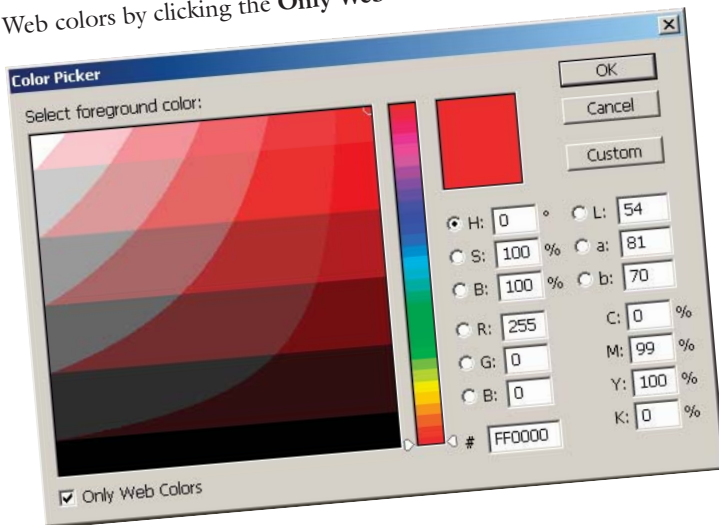 Web colors by clicking the Only Web
Color Picker
Select foreground color:
OK
Cancel
Custom
H: 0 °
S: 100 %
B: 100 %
R: 255
G: 0
B: 0
# FF0000
L: 54
a: 81
b: 70
C: 0 %
M: 99 %
Y: 100 %
K: 0 %
Only Web Colors